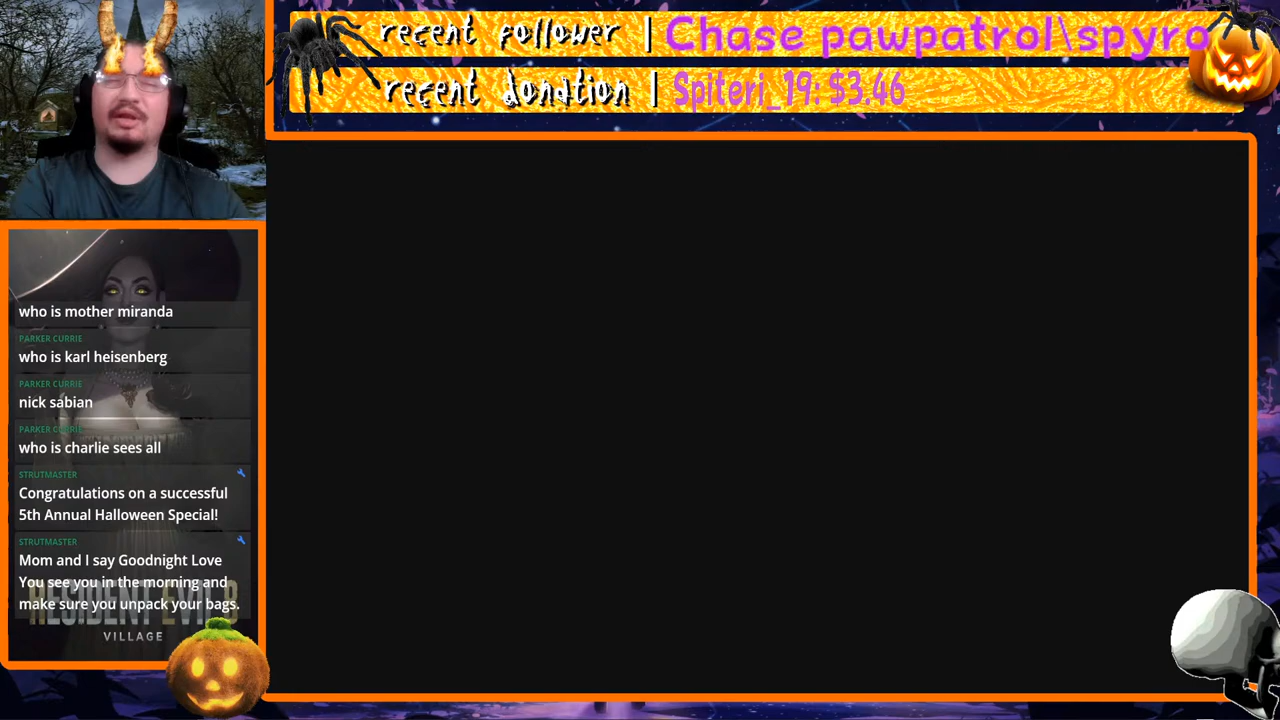 recent follower | Chase pawpatrol\spyro
recent donation | Spiteri_19: $3.46
who is mother miranda
PARKER CURRIE
who is karl heisenberg
PARKER CURRIE
nick sabian
PARKER CURRIE
who is charlie sees all
STRUTMASTER
Congratulations on a successful
5th Annual Halloween Special!
STRUTMASTER
Mom and I say Goodnight Love
You see you in the morning and
make sure you unpack your bags.
RESIDENT EVIL 8
VILLAGE